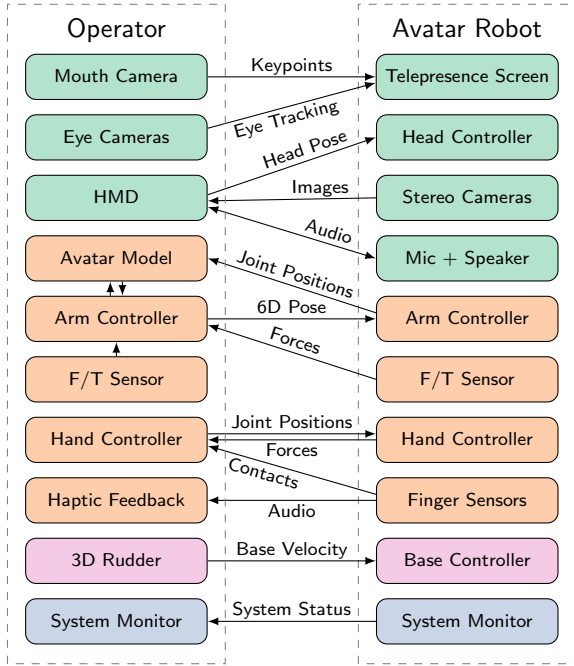 Operator
Avatar Robot
Mouth Camera
Keypoints
Telepresence Screen
Eye Cameras
Eye Tracking
Head Controller
Head Pose
HMD
Images
Stereo Cameras
Audio
Avatar Model
Joint Positions
Mic + Speaker
Arm Controller
6D Pose
Arm Controller
Forces
F/T Sensor
F/T Sensor
Hand Controller
Joint Positions
Forces
Hand Controller
Contacts
Haptic Feedback
Audio
Finger Sensors
3D Rudder
Base Velocity
Base Controller
System Monitor
System Status
System Monitor